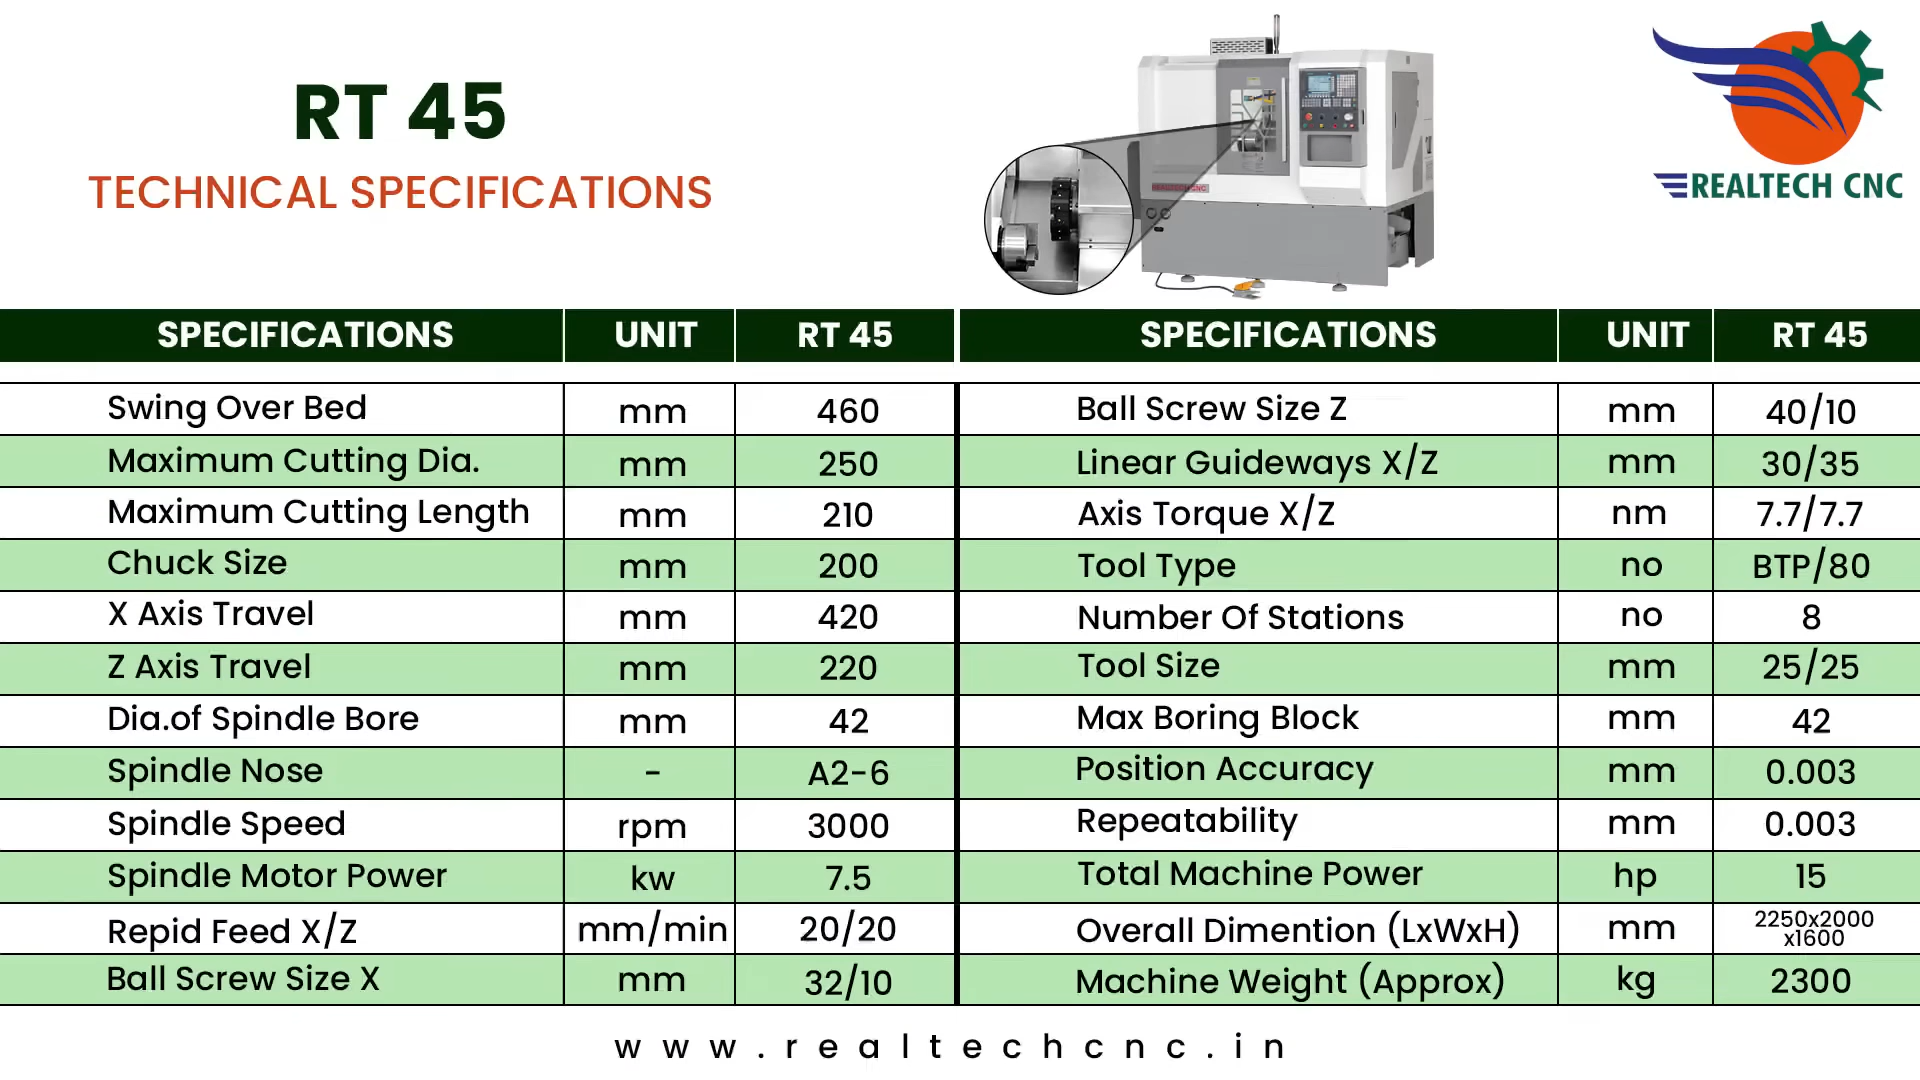 RT 45
TECHNICAL SPECIFICATIONS
REALTECH CNC
REALTECH CNC
SPECIFICATIONS UNIT RT 45
Swing Over Bed mm 460
Maximum Cutting Dia. mm 250
Maximum Cutting Length mm 210
Chuck Size mm 200
X Axis Travel mm 420
Z Axis Travel mm 220
Dia.of Spindle Bore mm 42
Spindle Nose - A2-6
Spindle Speed rpm 3000
Spindle Motor Power kw 7.5
Repid Feed X/Z mm/min 20/20
Ball Screw Size X mm 32/10
SPECIFICATIONS UNIT RT 45
Ball Screw Size Z mm 40/10
Linear Guideways X/Z mm 30/35
Axis Torque X/Z nm 7.7/7.7
Tool Type no BTP/80
Number Of Stations no 8
Tool Size mm 25/25
Max Boring Block mm 42
Position Accuracy mm 0.003
Repeatability mm 0.003
Total Machine Power hp 15
Overall Dimention (LxWxH) mm 2250x2000
x1600
Machine Weight (Approx) kg 2300
www.realtechcnc.in